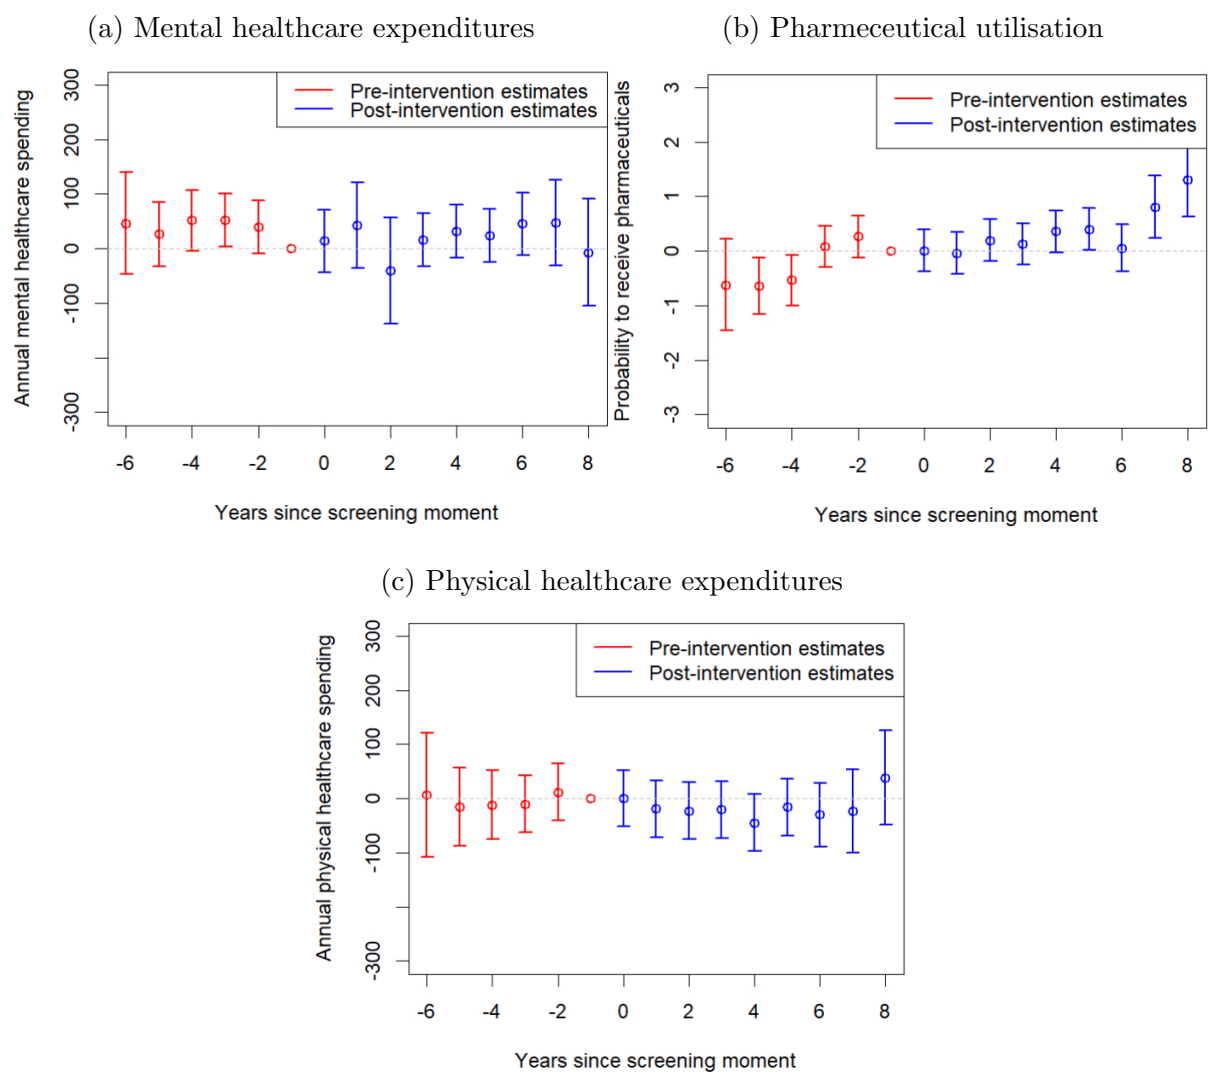 (a) Mental healthcare expenditures
Annual mental healthcare spending
300
200
100
0
-100
-300
Pre-intervention estimates
Post-intervention estimates
-6 -4 -2 0 2 4 6 8
Years since screening moment
(b) Pharmeceutical utilisation
Probability to receive pharmaceuticals
3
2
1
0
-1
-2
-3
Pre-intervention estimates
Post-intervention estimates
-6 -4 -2 0 2 4 6 8
Years since screening moment
(c) Physical healthcare expenditures
Annual physical healthcare spending
300
200
100
0
-100
-300
Pre-intervention estimates
Post-intervention estimates
-6 -4 -2 0 2 4 6 8
Years since screening moment